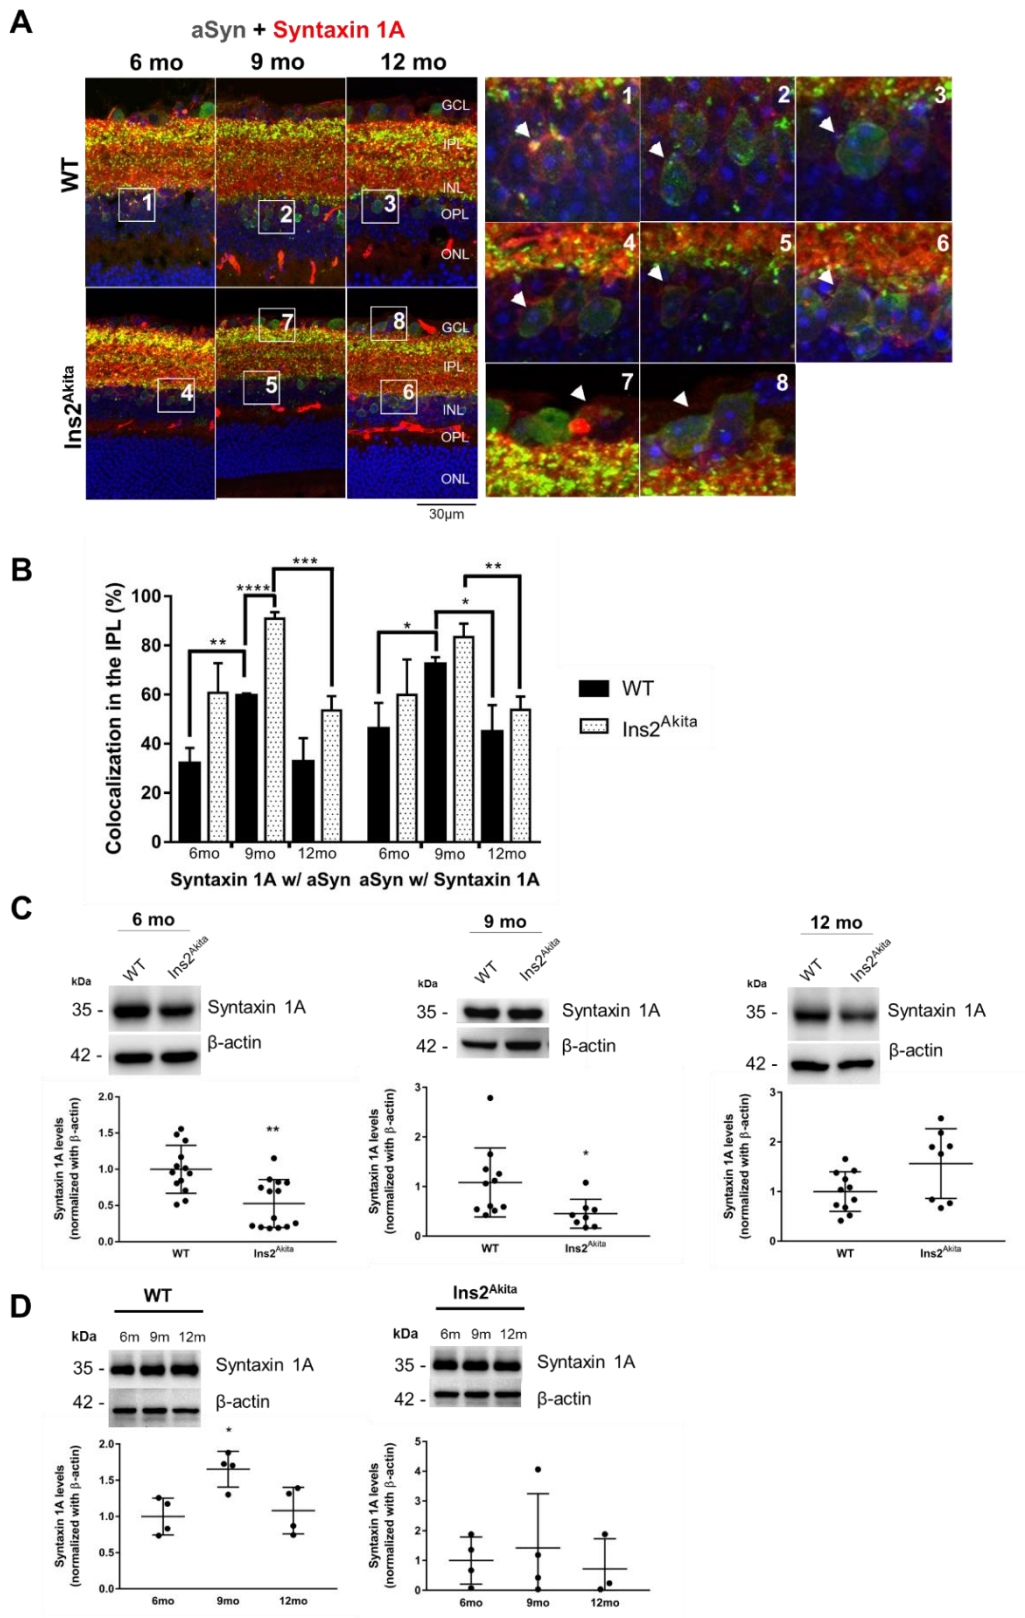 A
aSyn + Syntaxin 1A
6 mo 9 mo 12 mo
WT
GCL
IPL
INL
OPL
ONL
1
2
3
Ins2Akita
GCL
IPL
INL
OPL
ONL
4
5
6
7
8
30µm
1
2
3
4
5
6
7
8
B
Colocalization in the IPL (%)
100
80
60
40
20
0
** **** *** * * **
6mo 9mo 12mo 6mo 9mo 12mo
Syntaxin 1A w/ aSyn aSyn w/ Syntaxin 1A
WT
Ins2Akita
C
6 mo
WT Ins2Akita
kDa
35 - Syntaxin 1A
42 - β-actin
Syntaxin 1A levels
(normalized with β-actin)
2.0
1.5
1.0
0.5
0.0
**
WT Ins2Akita
9 mo
WT Ins2Akita
kDa
35 - Syntaxin 1A
42 - β-actin
Syntaxin 1A levels
(normalized with β-actin)
3
2
1
0
*
WT Ins2Akita
12 mo
WT Ins2Akita
kDa
35 - Syntaxin 1A
42 - β-actin
Syntaxin 1A levels
(normalized with β-actin)
3
2
1
0
WT Ins2Akita
D
WT
kDa 6m 9m 12m
35 - Syntaxin 1A
42 - β-actin
Syntaxin 1A levels
(normalized with β-actin)
2.0
1.5
1.0
0.5
0.0
*
6mo 9mo 12mo
Ins2Akita
kDa 6m 9m 12m
35 - Syntaxin 1A
42 - β-actin
Syntaxin 1A levels
(normalized with β-actin)
5
4
3
2
1
0
6mo 9mo 12mo